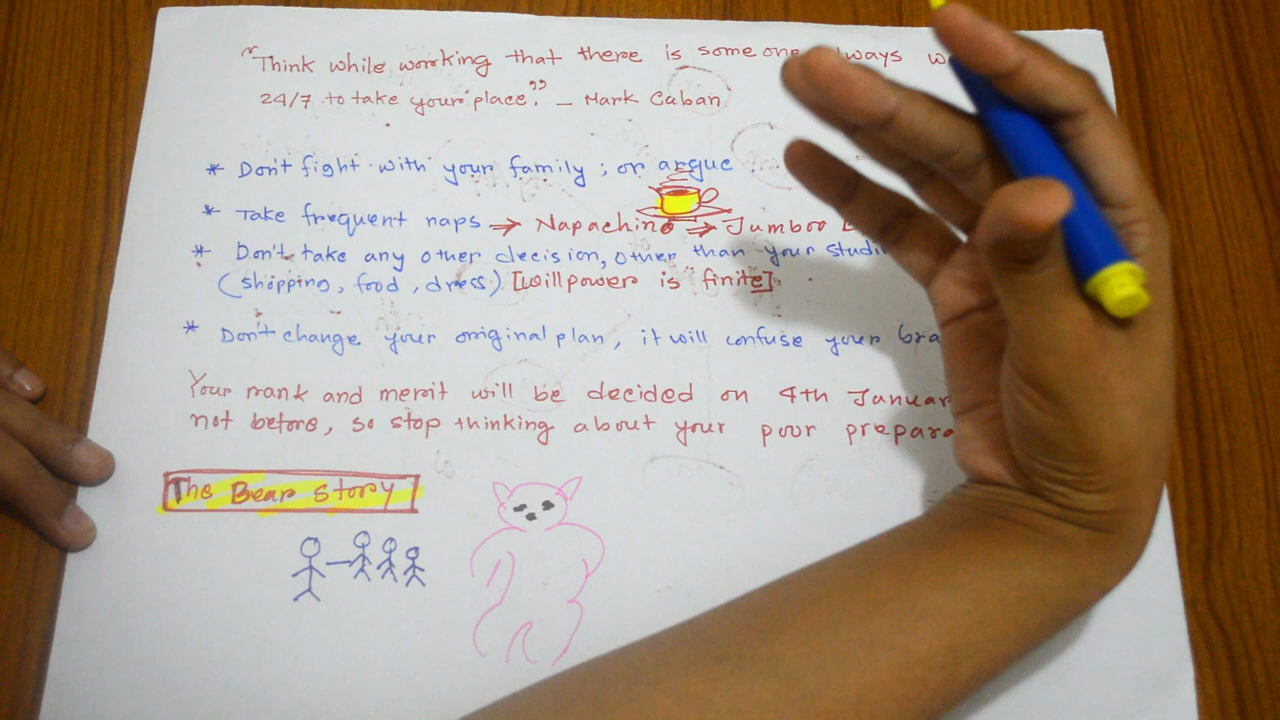 "Think while working that there is someone always
24/7 to take your place." - Mark Cuban
* Don't fight with your family; or argue
* Take frequent naps → Napachino ⇒ Jumboo
* Don't take any other decision, other than your
(shopping, food, dress) [willpower is finite].
* Don't change your original plan, it will confuse your
Your rank and merit will be decided on 4th
not before, so stop thinking about your poor
The Bear story